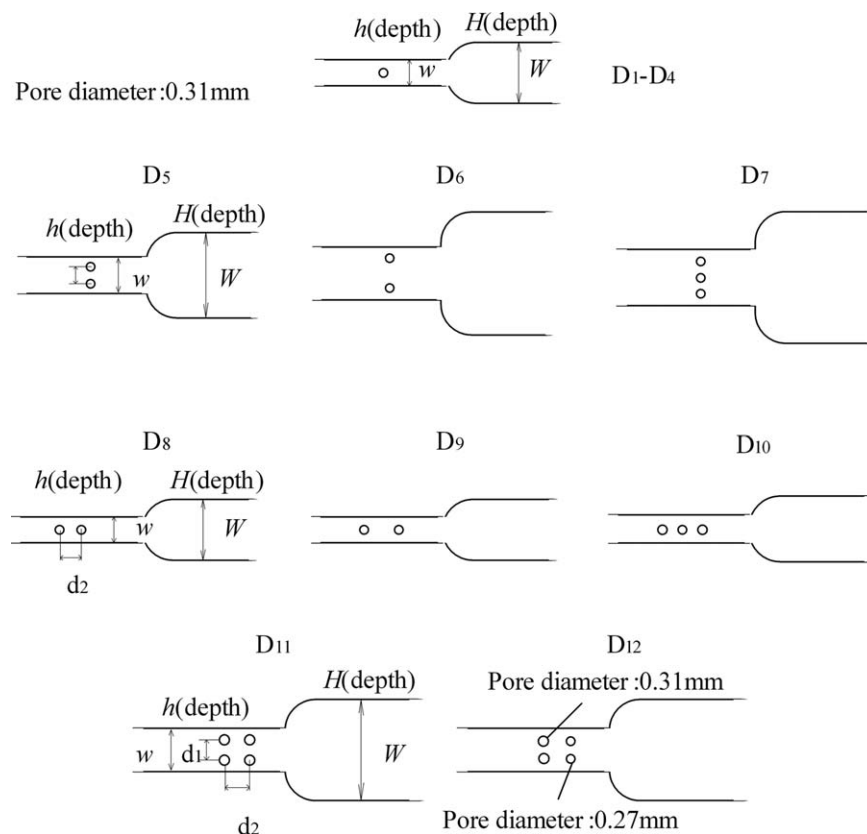 h(depth) H(depth)
w W D1-D4
Pore diameter :0.31mm
D5 D6 D7
h(depth) H(depth)
w W
D8 D9 D10
h(depth) H(depth)
w W
d2
D11 D12
H(depth) Pore diameter :0.31mm
h(depth)
w d1 W
Pore diameter :0.27mm
d2